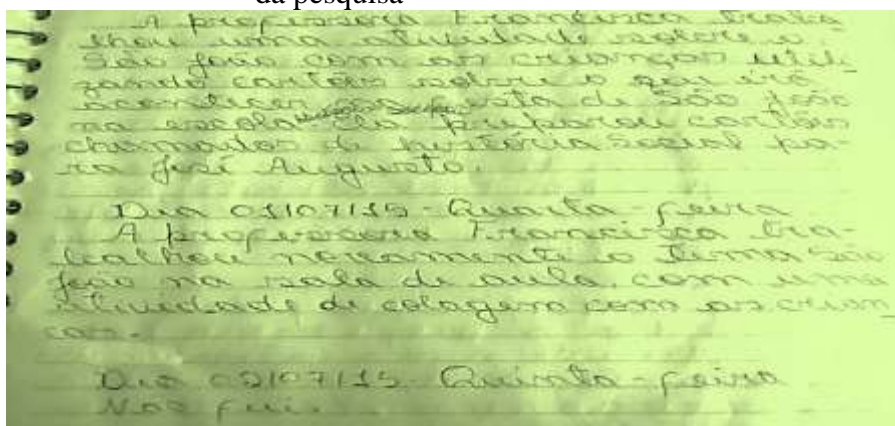 da pesquisa
A professora Francisca traba
lhou uma atividade sobre o
São João com as crianças utili
zando cartões sobre o que irá
acontecer festa de São João
na escola. Ela preparou cartões
chamados de história social pa-
ra José Augusto.
Dia 01/07/15 - Quarta-feira
A professora Francisca tra-
balhou novamente o tema São
João na sala de aula, com uma
atividade de colagem com as crian
ças.
Dia 02/07/15 - Quinta-feira
Não fui.